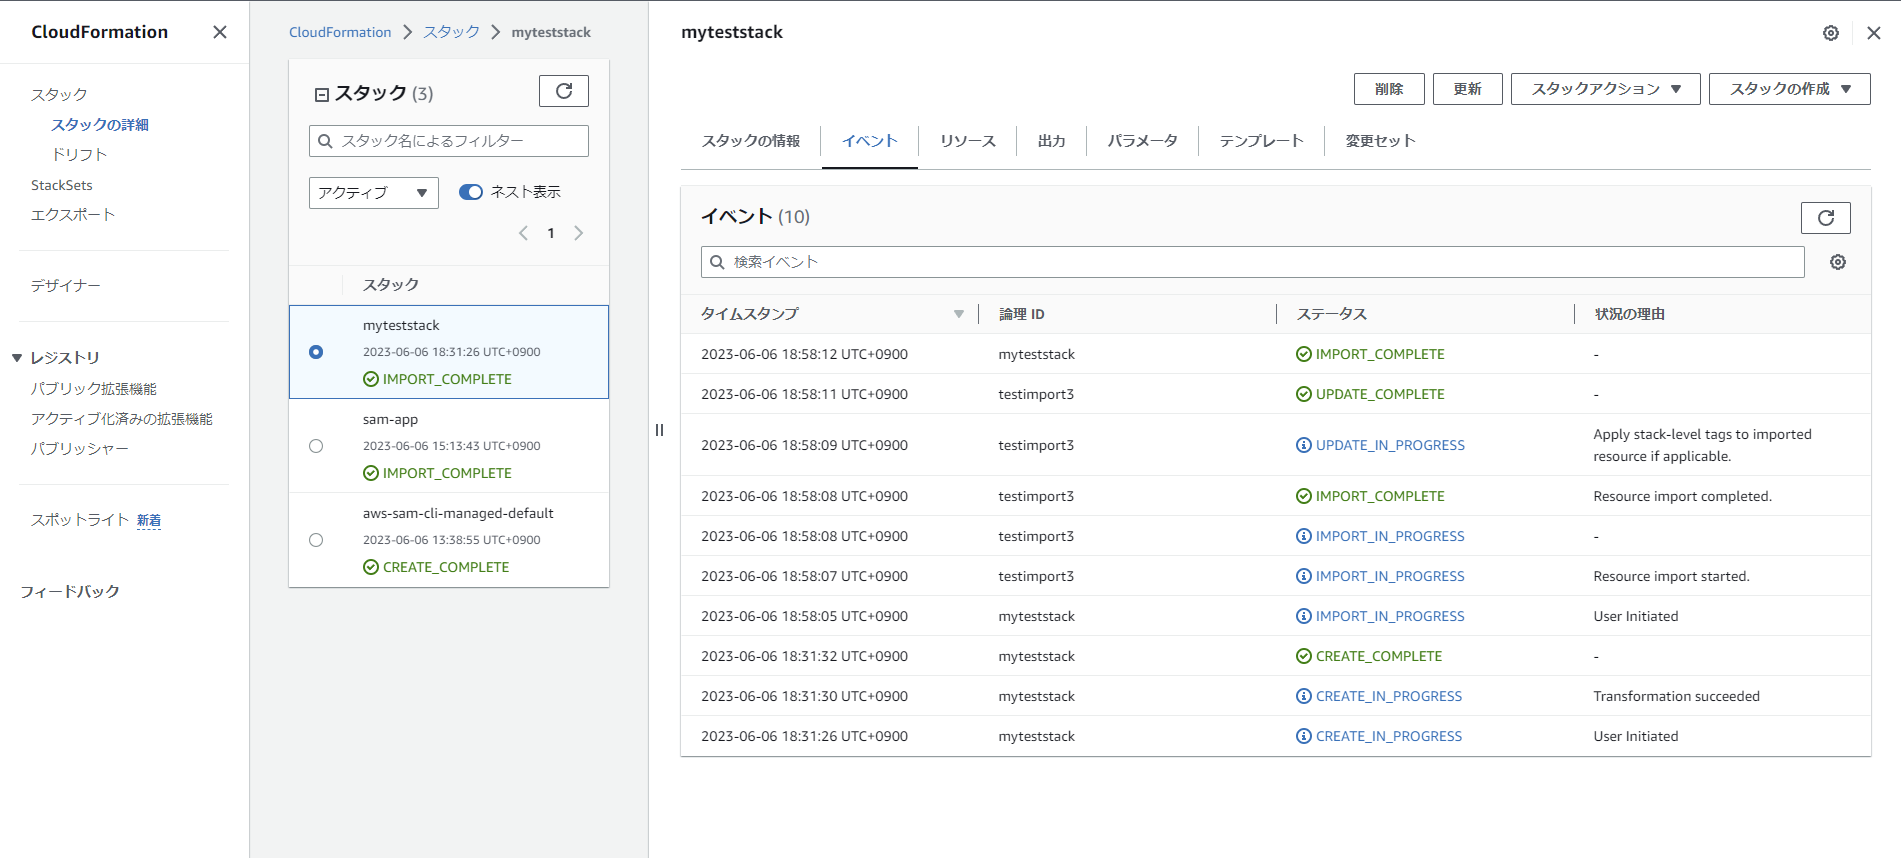 CloudFormation
スタック
スタックの詳細
ドリフト
StackSets
エクスポート
デザイナー
レジストリ
パブリック拡張機能
アクティブ化済みの拡張機能
パブリッシャー
スポットライト 新着
フィードバック
CloudFormation スタック myteststack
スタック (3)
スタック名によるフィルター
アクティブ ネスト表示
1
スタック
myteststack
2023-06-06 18:31:26 UTC+0900
IMPORT_COMPLETE
sam-app
2023-06-06 15:13:43 UTC+0900
IMPORT_COMPLETE
aws-sam-cli-managed-default
2023-06-06 13:38:55 UTC+0900
CREATE_COMPLETE
myteststack
削除 更新 スタックアクション スタックの作成
スタックの情報 イベント リソース 出力 パラメータ テンプレート 変更セット
イベント (10)
検索イベント
タイムスタンプ 論理 ID ステータス 状況の理由
2023-06-06 18:58:12 UTC+0900 myteststack IMPORT_COMPLETE -
2023-06-06 18:58:11 UTC+0900 testimport3 UPDATE_COMPLETE -
2023-06-06 18:58:09 UTC+0900 testimport3 UPDATE_IN_PROGRESS Apply stack-level tags to imported
resource if applicable.
2023-06-06 18:58:08 UTC+0900 testimport3 IMPORT_COMPLETE Resource import completed.
2023-06-06 18:58:08 UTC+0900 testimport3 IMPORT_IN_PROGRESS -
2023-06-06 18:58:07 UTC+0900 testimport3 IMPORT_IN_PROGRESS Resource import started.
2023-06-06 18:58:05 UTC+0900 myteststack IMPORT_IN_PROGRESS User Initiated
2023-06-06 18:31:32 UTC+0900 myteststack CREATE_COMPLETE -
2023-06-06 18:31:30 UTC+0900 myteststack CREATE_IN_PROGRESS Transformation succeeded
2023-06-06 18:31:26 UTC+0900 myteststack CREATE_IN_PROGRESS User Initiated